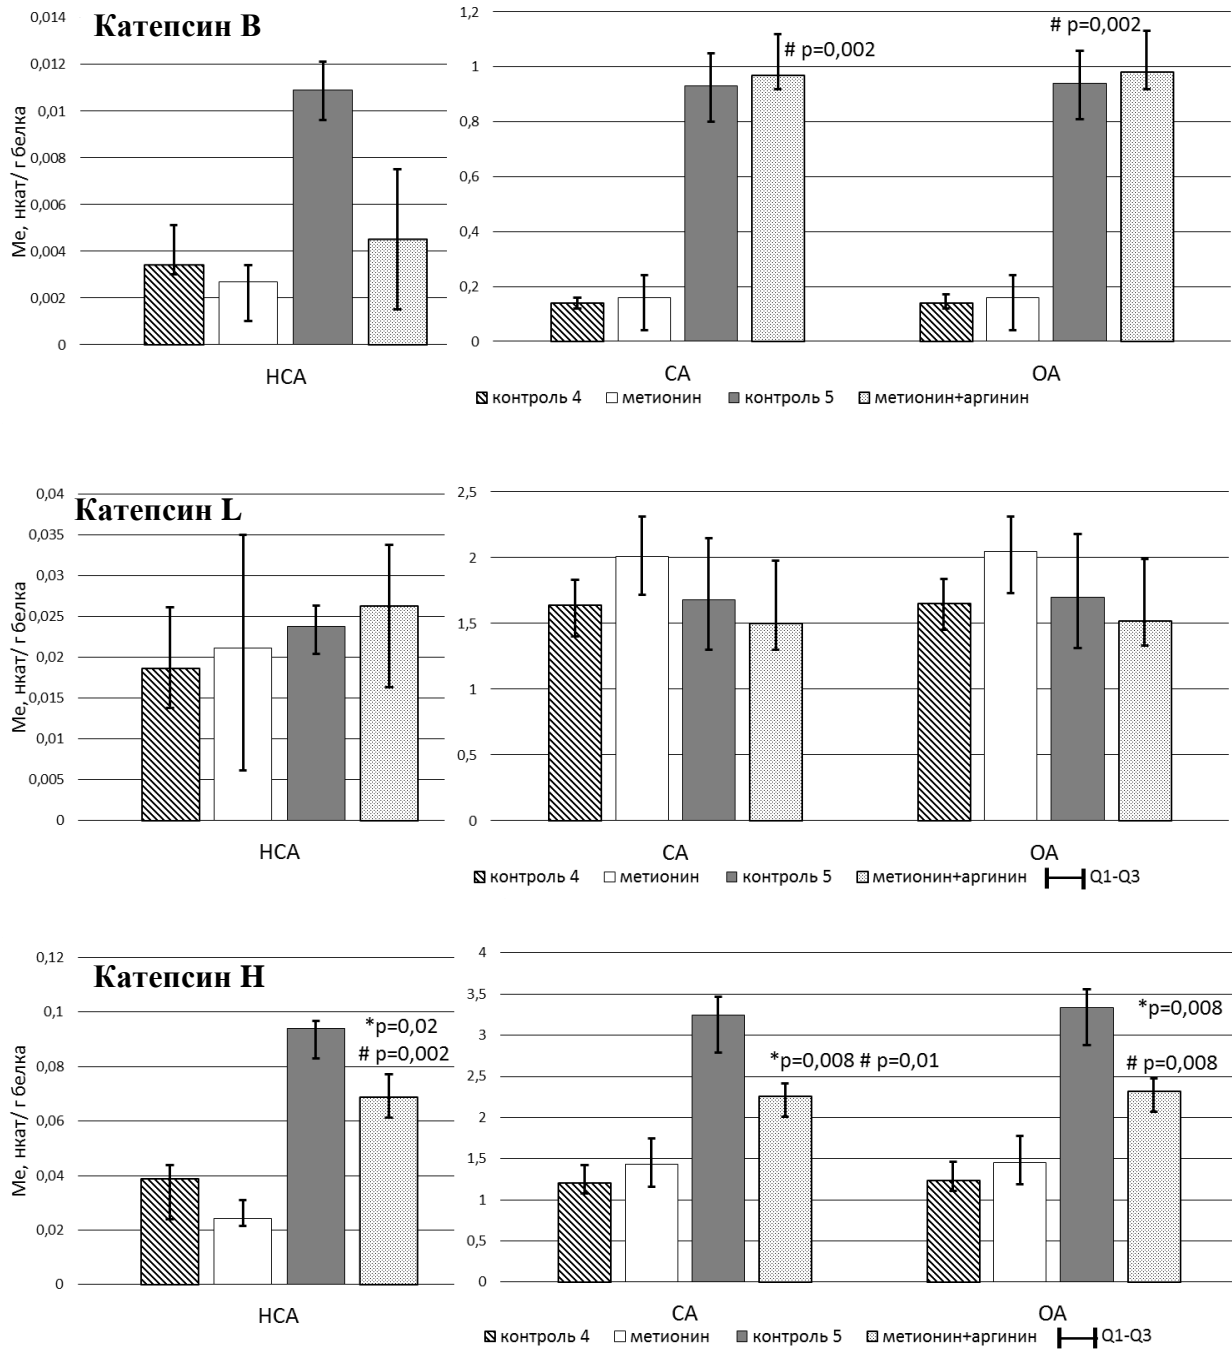 Катепсин В
Ме, нкат/ г белка
0,014
0,012
0,01
0,008
0,006
0,004
0,002
0
НСА
1,2
1
0,8
0,6
0,4
0,2
0
# p=0,002
# p=0,002
СА
ОА
контроль 4 метионин контроль 5 метионин+аргинин
Катепсин L
Ме, нкат/ г белка
0,04
0,035
0,03
0,025
0,02
0,015
0,01
0,005
0
НСА
2,5
2
1,5
1
0,5
0
СА
ОА
контроль 4 метионин контроль 5 метионин+аргинин Q1-Q3
Катепсин Н
Ме, нкат/ г белка
0,12
0,1
0,08
0,06
0,04
0,02
0
*p=0,02
# p=0,002
НСА
4
3,5
3
2,5
2
1,5
1
0,5
0
*p=0,008 # p=0,01
*p=0,008
# p=0,008
СА
ОА
контроль 4 метионин контроль 5 метионин+аргинин Q1-Q3